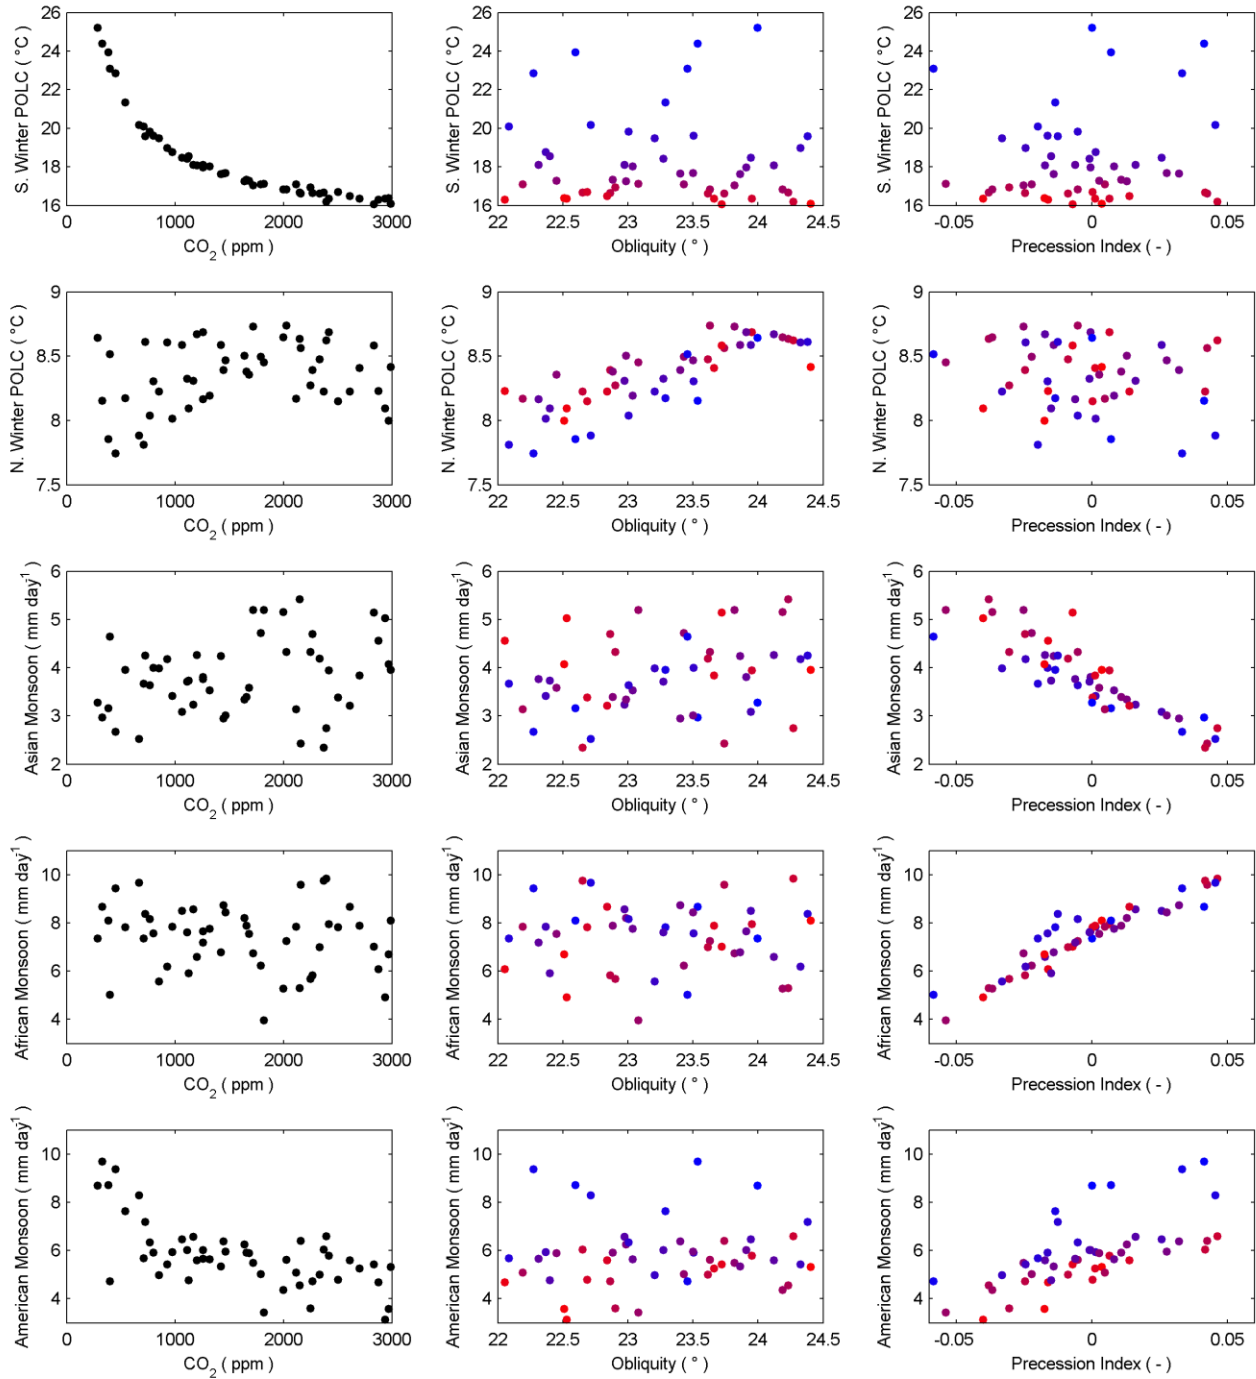 S. Winter POLC ( °C )
26
24
22
20
18
16
0 1000 2000 3000
CO2 ( ppm )
S. Winter POLC ( °C )
26
24
22
20
18
16
22 22.5 23 23.5 24 24.5
Obliquity ( ° )
S. Winter POLC ( °C )
26
24
22
20
18
16
-0.05 0 0.05
Precession Index ( - )
N. Winter POLC ( °C )
9
8.5
8
7.5
0 1000 2000 3000
CO2 ( ppm )
N. Winter POLC ( °C )
9
8.5
8
7.5
22 22.5 23 23.5 24 24.5
Obliquity ( ° )
N. Winter POLC ( °C )
9
8.5
8
7.5
-0.05 0 0.05
Precession Index ( - )
Asian Monsoon ( mm day-1 )
6
5
4
3
2
0 1000 2000 3000
CO2 ( ppm )
Asian Monsoon ( mm day-1 )
6
5
4
3
2
22 22.5 23 23.5 24 24.5
Obliquity ( ° )
Asian Monsoon ( mm day-1 )
6
5
4
3
2
-0.05 0 0.05
Precession Index ( - )
African Monsoon ( mm day-1 )
10
8
6
4
0 1000 2000 3000
CO2 ( ppm )
African Monsoon ( mm day-1 )
10
8
6
4
22 22.5 23 23.5 24 24.5
Obliquity ( ° )
African Monsoon ( mm day-1 )
10
8
6
4
-0.05 0 0.05
Precession Index ( - )
American Monsoon ( mm day-1 )
10
8
6
4
0 1000 2000 3000
CO2 ( ppm )
American Monsoon ( mm day-1 )
10
8
6
4
22 22.5 23 23.5 24 24.5
Obliquity ( ° )
American Monsoon ( mm day-1 )
10
8
6
4
-0.05 0 0.05
Precession Index ( - )